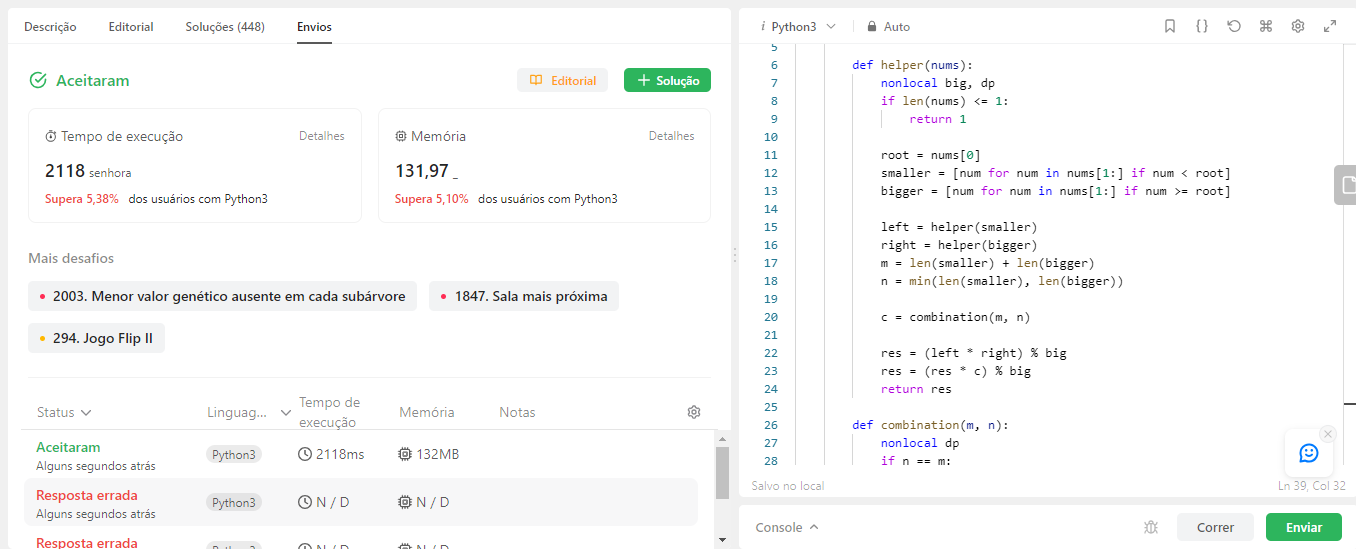 Descrição Editorial Soluções (448) Envios
Aceitaram Editorial + Solução
Tempo de execução Detalhes
2118 senhora
Supera 5,38% dos usuários com Python3
Memória Detalhes
131,97 _
Supera 5,10% dos usuários com Python3
Mais desafios
2003. Menor valor genético ausente em cada subárvore 1847. Sala mais próxima
294. Jogo Flip II
Status Linguag... Tempo de execução Memória Notas
Aceitaram Python3 2118ms 132MB
Alguns segundos atrás
Resposta errada Python3 N / D N / D
Alguns segundos atrás
Resposta errada Python3 N / D N / D
i Python3 Auto
5
6 def helper(nums):
7 nonlocal big, dp
8 if len(nums) <= 1:
9 return 1
10
11 root = nums[0]
12 smaller = [num for num in nums[1:] if num < root]
13 bigger = [num for num in nums[1:] if num >= root]
14
15 left = helper(smaller)
16 right = helper(bigger)
17 m = len(smaller) + len(bigger)
18 n = min(len(smaller), len(bigger))
19
20 c = combination(m, n)
21
22 res = (left * right) % big
23 res = (res * c) % big
24 return res
25
26 def combination(m, n):
27 nonlocal dp
28 if n == m:
Salvo no local Ln 39, Col 32
Console Correr Enviar